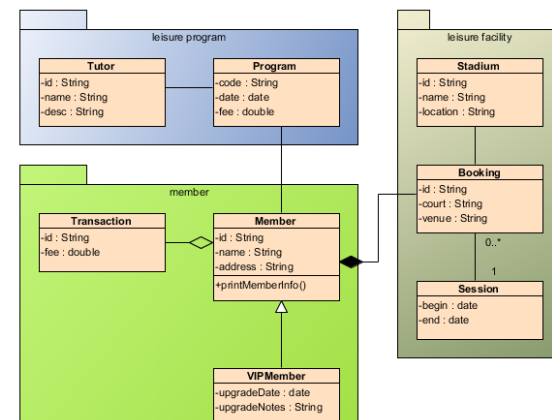 leisure program
Tutor
-id : String
-name : String
-desc : String
Program
-code : String
-date : date
-fee : double
member
Transaction
-id : String
-fee : double
Member
-id : String
-name : String
-address : String
+printMemberInfo()
VIPMember
-upgradeDate : date
-upgradeNotes : String
leisure facility
Stadium
-id : String
-name : String
-location : String
Booking
-id : String
-court : String
-venue : String
0..*
1
Session
-begin : date
-end : date